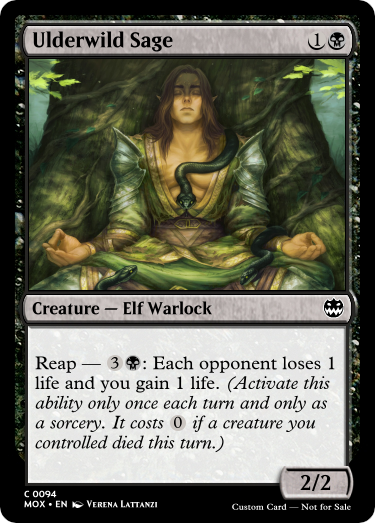 Ulderwild Sage 1
Creature — Elf Warlock
Reap — 3: Each opponent loses 1
life and you gain 1 life. (Activate this
ability only once each turn and only as
a sorcery. It costs 0 if a creature you
controlled died this turn.)
2/2
C 0094
MOX • EN Verena Lattanzi
Custom Card — Not for Sale